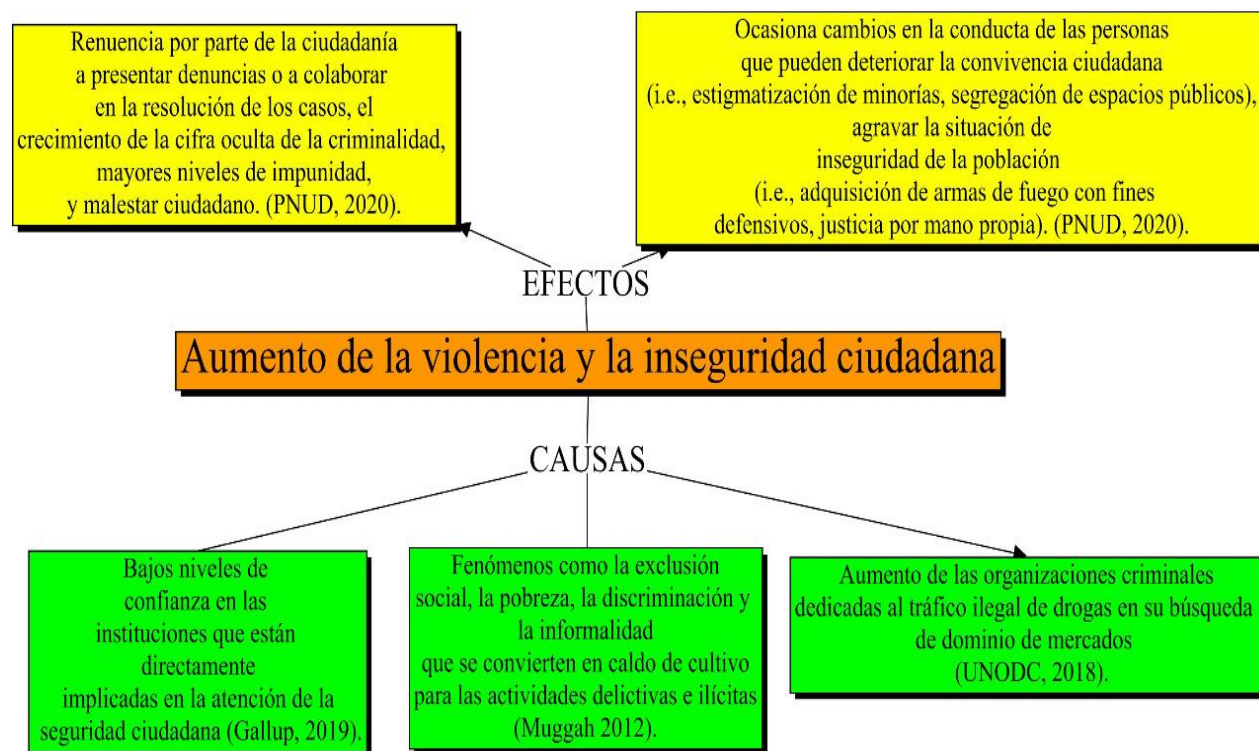 Renuencia por parte de la ciudadanía
a presentar denuncias o a colaborar
en la resolución de los casos, el
crecimiento de la cifra oculta de la criminalidad,
mayores niveles de impunidad,
y malestar ciudadano. (PNUD, 2020).
Ocasiona cambios en la conducta de las personas
que pueden deteriorar la convivencia ciudadana
(i.e., estigmatización de minorías, segregación de espacios públicos),
agravar la situación de
inseguridad de la población
(i.e., adquisición de armas de fuego con fines
defensivos, justicia por mano propia). (PNUD, 2020).
EFECTOS
Aumento de la violencia y la inseguridad ciudadana
CAUSAS
Bajos niveles de
confianza en las
instituciones que están
directamente
implicadas en la atención de la
seguridad ciudadana (Gallup, 2019).
Fenómenos como la exclusión
social, la pobreza, la discriminación y
la informalidad
que se convierten en caldo de cultivo
para las actividades delictivas e ilícitas
(Muggah 2012).
Aumento de las organizaciones criminales
dedicadas al tráfico ilegal de drogas en su búsqueda
de dominio de mercados
(UNODC, 2018).